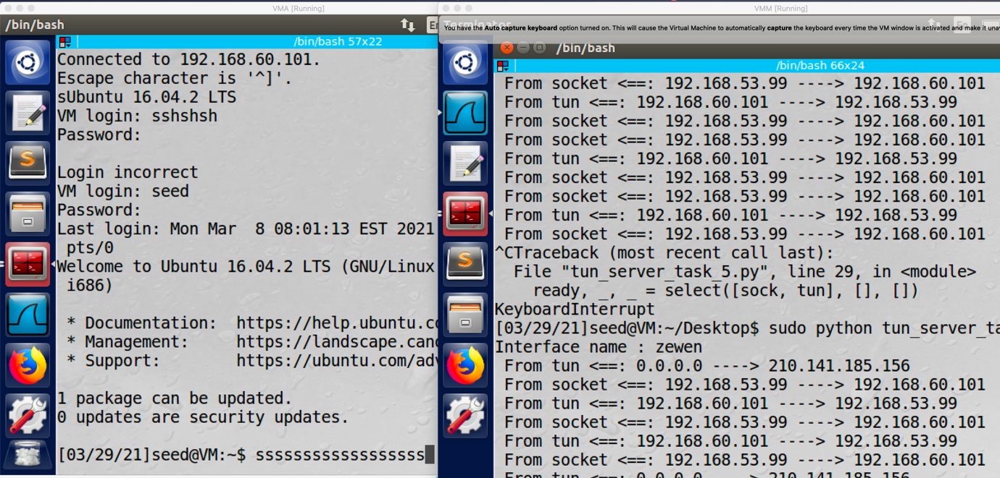 VMA [Running]
/bin/bash
/bin/bash 57x22
Connected to 192.168.60.101.
Escape character is '^]'.
sUbuntu 16.04.2 LTS
VM login: sshshsh
Password:
Login incorrect
VM login: seed
Password:
Last login: Mon Mar  8 08:01:13 EST 2021
pts/0
Welcome to Ubuntu 16.04.2 LTS (GNU/Linux
i686)
* Documentation:  https://help.ubuntu.co
* Management:     https://landscape.cano
* Support:        https://ubuntu.com/adv
1 package can be updated.
0 updates are security updates.
[03/29/21]seed@VM:~$ ssssssssssssssssss
VMM [Running]
You have the Auto capture keyboard option turned on. This will cause the Virtual Machine to automatically capture the keyboard every time the VM window is activated and make it una
/bin/bash
/bin/bash 66x24
From socket <==: 192.168.53.99 ----> 192.168.60.101
From tun <==: 192.168.60.101 ----> 192.168.53.99
From socket <==: 192.168.53.99 ----> 192.168.60.101
From socket <==: 192.168.53.99 ----> 192.168.60.101
From tun <==: 192.168.60.101 ----> 192.168.53.99
From socket <==: 192.168.53.99 ----> 192.168.60.101
From socket <==: 192.168.53.99 ----> 192.168.60.101
From tun <==: 192.168.60.101 ----> 192.168.53.99
From socket <==: 192.168.53.99 ----> 192.168.60.101
^CTraceback (most recent call last):
File "tun_server_task_5.py", line 29, in <module>
ready, _, _ = select([sock, tun], [], [])
KeyboardInterrupt
[03/29/21]seed@VM:~/Desktop$ sudo python tun_server_ta
Interface name : zewen
From tun <==: 0.0.0.0 ----> 210.141.185.156
From socket <==: 192.168.53.99 ----> 192.168.60.101
From tun <==: 192.168.60.101 ----> 192.168.53.99
From socket <==: 192.168.53.99 ----> 192.168.60.101
From tun <==: 192.168.60.101 ----> 192.168.53.99
From socket <==: 192.168.53.99 ----> 192.168.60.101
From tun <==: 0.0.0.0 ----> 210.141.185.156